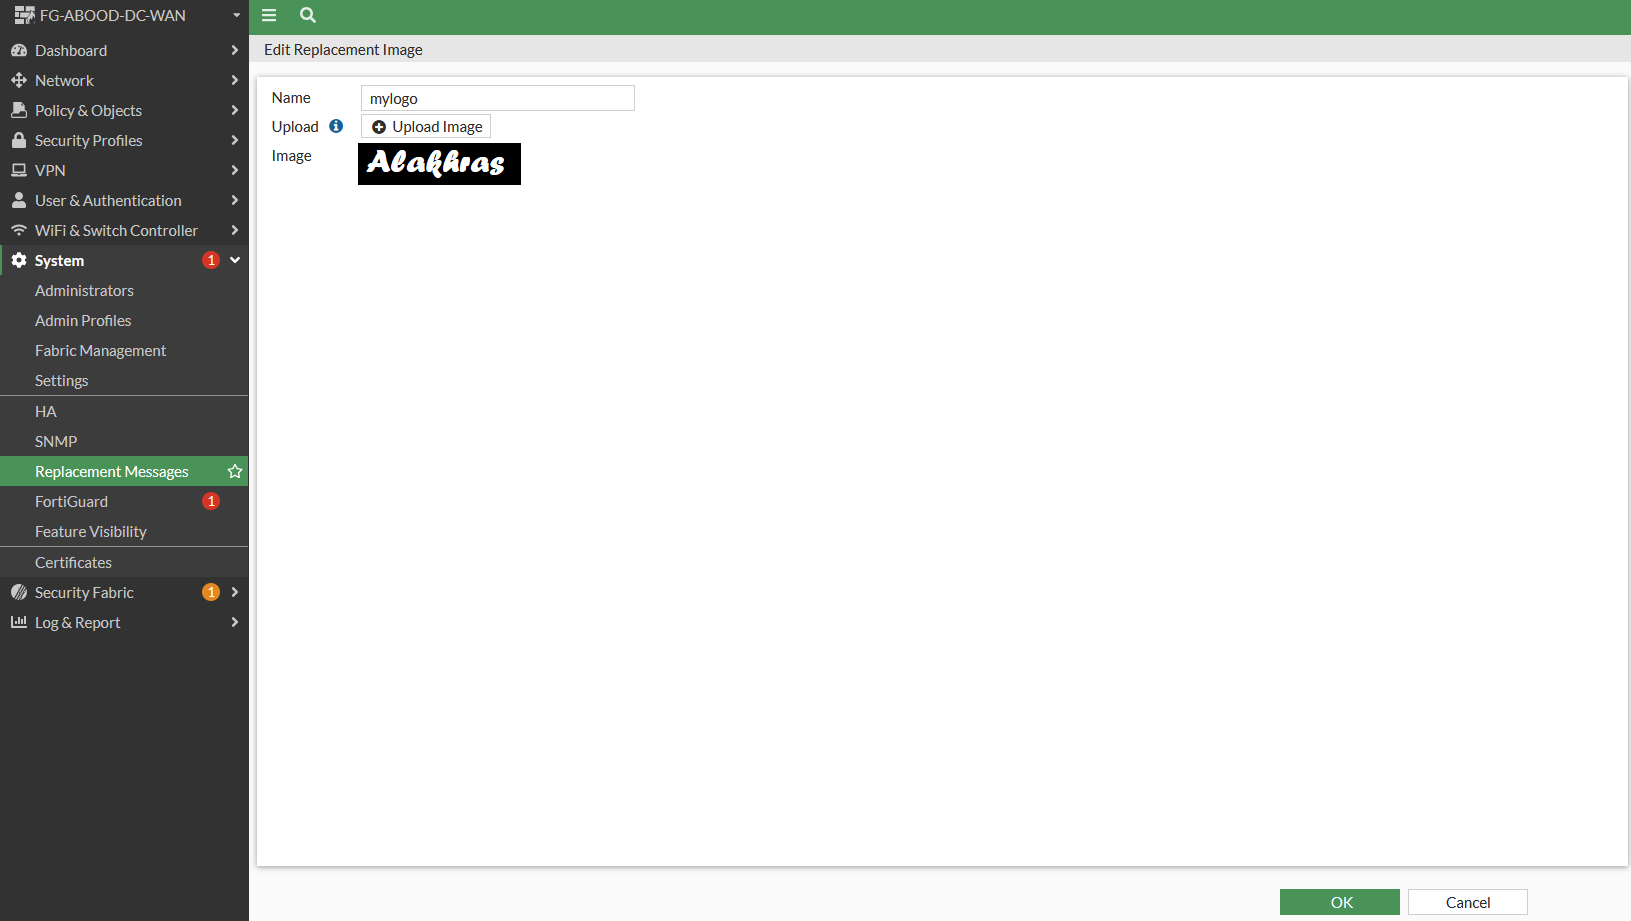 FG-ABOOD-DC-WAN
Dashboard
Network
Policy & Objects
Security Profiles
VPN
User & Authentication
WiFi & Switch Controller
System 1
Administrators
Admin Profiles
Fabric Management
Settings
HA
SNMP
Replacement Messages
FortiGuard 1
Feature Visibility
Certificates
Security Fabric 1
Log & Report
Edit Replacement Image
Name mylogo
Upload Upload Image
Image Alakhras
OK Cancel